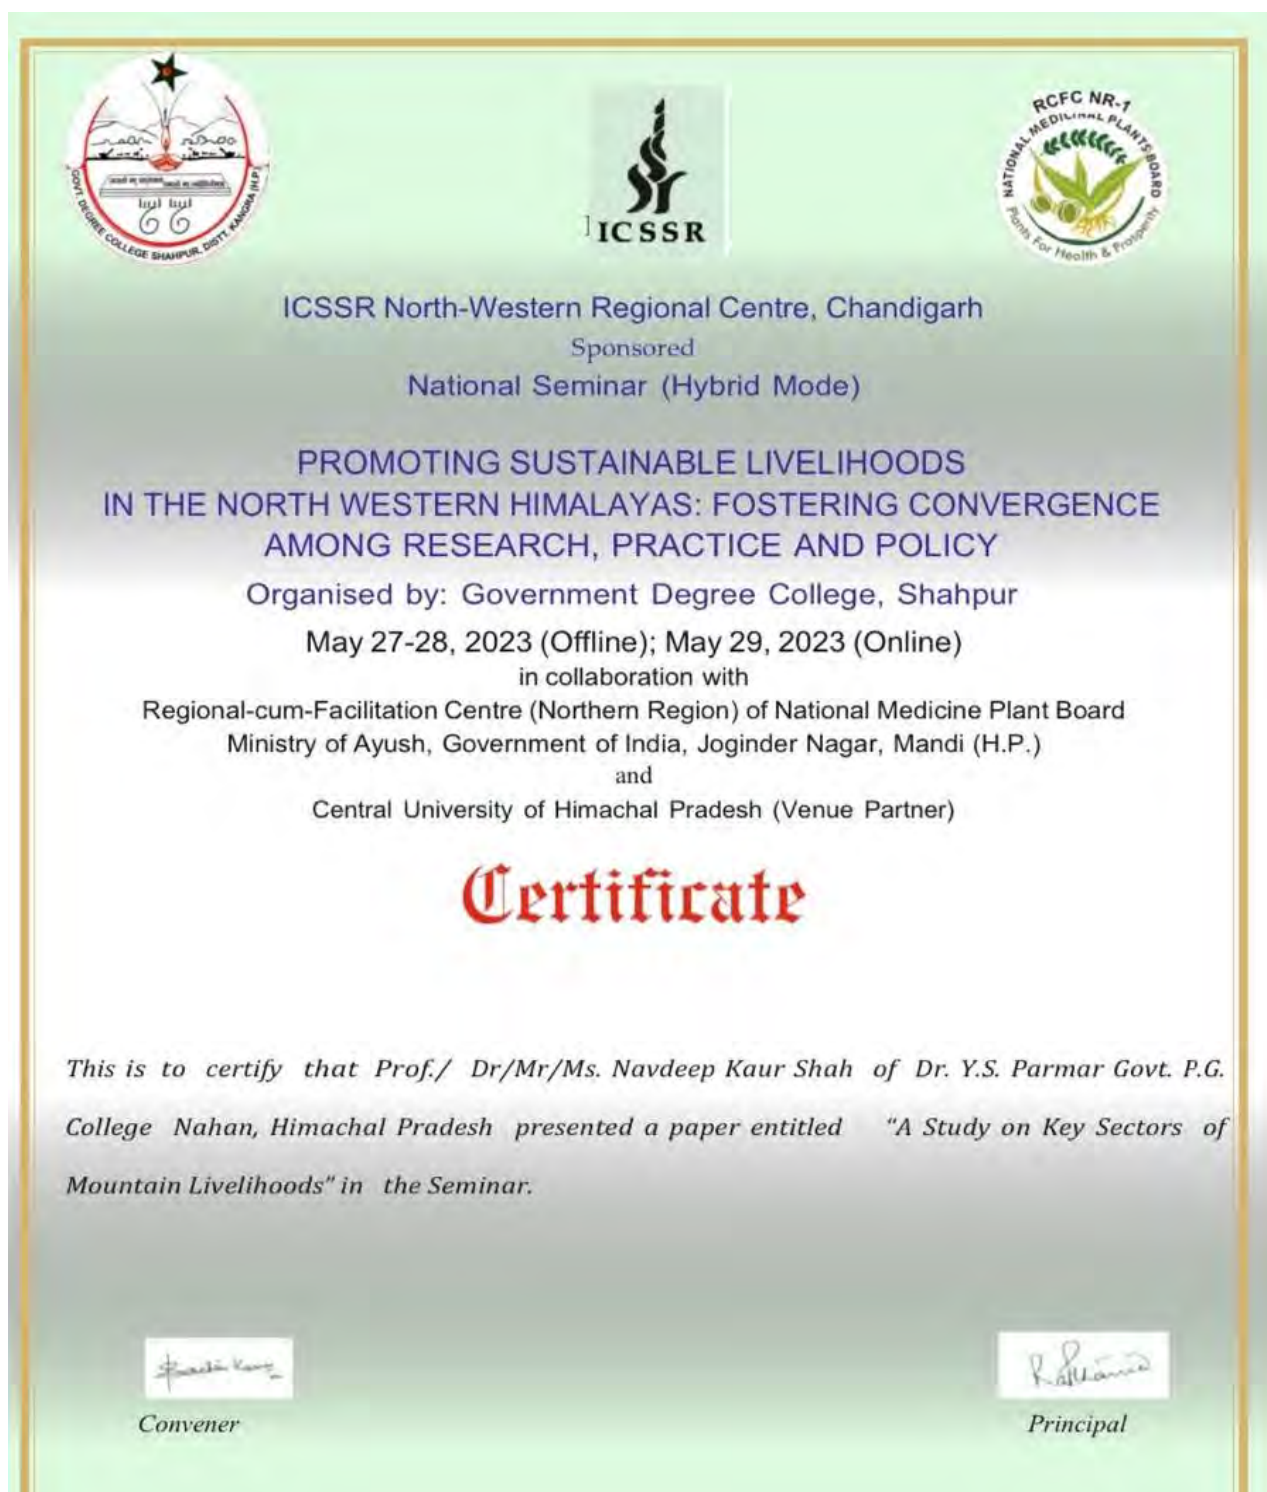 GOVT. DEGREE COLLEGE SHAHPUR, DISTT. KANGRA (H.P.)
ICSSR
RCFC NR-1
NATIONAL MEDICINAL PLANTS BOARD
Plants For Health & Prosperity
ICSSR North-Western Regional Centre, Chandigarh
Sponsored
National Seminar (Hybrid Mode)
PROMOTING SUSTAINABLE LIVELIHOODS
IN THE NORTH WESTERN HIMALAYAS: FOSTERING CONVERGENCE
AMONG RESEARCH, PRACTICE AND POLICY
Organised by: Government Degree College, Shahpur
May 27-28, 2023 (Offline); May 29, 2023 (Online)
in collaboration with
Regional-cum-Facilitation Centre (Northern Region) of National Medicine Plant Board
Ministry of Ayush, Government of India, Joginder Nagar, Mandi (H.P.)
and
Central University of Himachal Pradesh (Venue Partner)
Certificate
This is to certify that Prof./ Dr/Mr/Ms. Navdeep Kaur Shah of Dr. Y.S. Parmar Govt. P.G.
College Nahan, Himachal Pradesh presented a paper entitled "A Study on Key Sectors of
Mountain Livelihoods" in the Seminar.
Convener
Principal